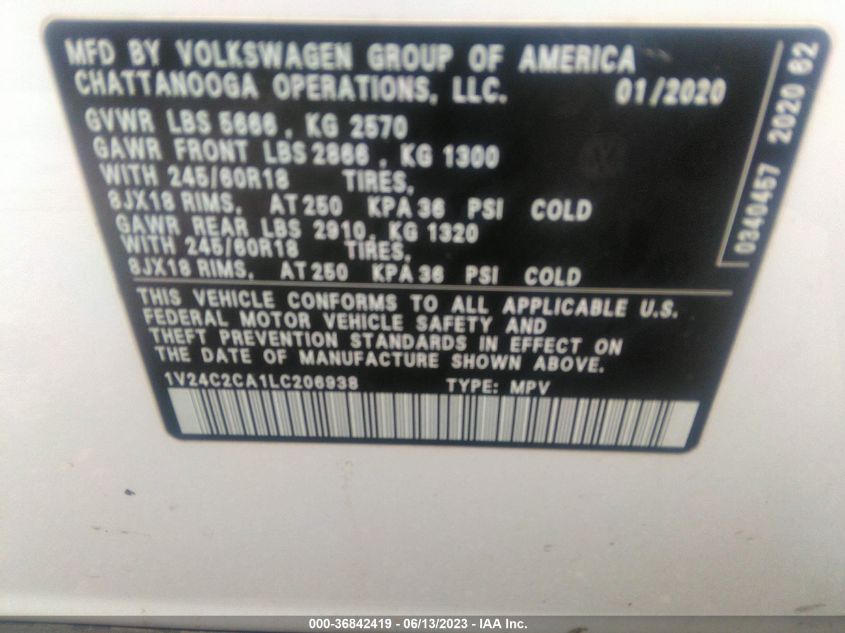 MFD BY VOLKSWAGEN GROUP OF AMERICA
CHATTANOOGA OPERATIONS, LLC. 01/2020
GVWR LBS 5666, KG 2570
GAWR FRONT LBS 2866, KG 1300
WITH 245/60R18 TIRES,
8JX18 RIMS, AT 250 KPA 36 PSI COLD
GAWR REAR LBS 2910, KG 1320
WITH 245/60R18 TIRES,
8JX18 RIMS, AT 250 KPA 36 PSI COLD
THIS VEHICLE CONFORMS TO ALL APPLICABLE U.S.
FEDERAL MOTOR VEHICLE SAFETY AND
THEFT PREVENTION STANDARDS IN EFFECT ON
THE DATE OF MANUFACTURE SHOWN ABOVE.
1V24C2CA1LC206938 TYPE: MPV
0340457 2020 62
000-36842419 - 06/13/2023 - IAA Inc.